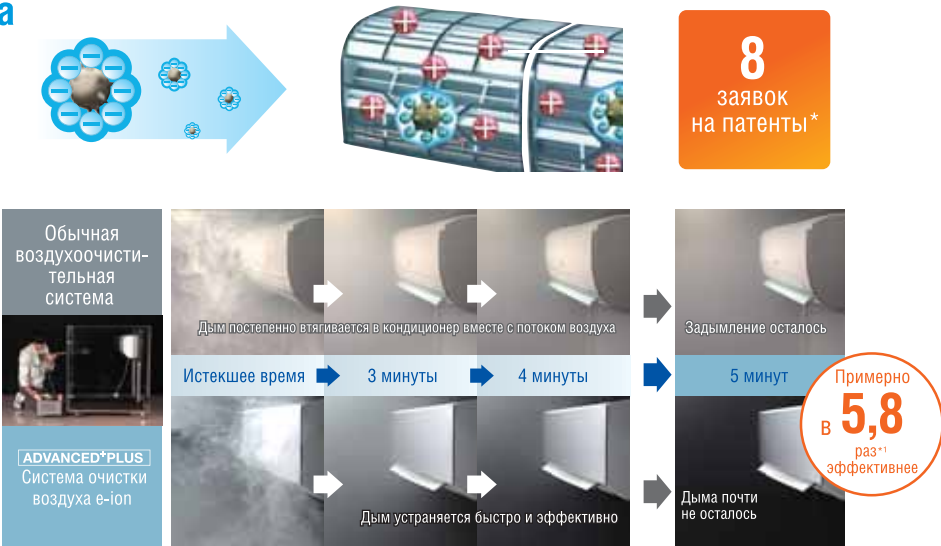 а
8
заявок
на патенты*
Обычная
воздухоочисти-
тельная
система
Дым постепенно втягивается в кондиционер вместе с потоком воздуха
Задымление осталось
Истекшее время
3 минуты
4 минуты
5 минут
Примерно
в 5,8
раз*1
эффективнее
ADVANCED+PLUS
Система очистки
воздуха e-ion
Дым устраняется быстро и эффективно
Дыма почти
не осталось